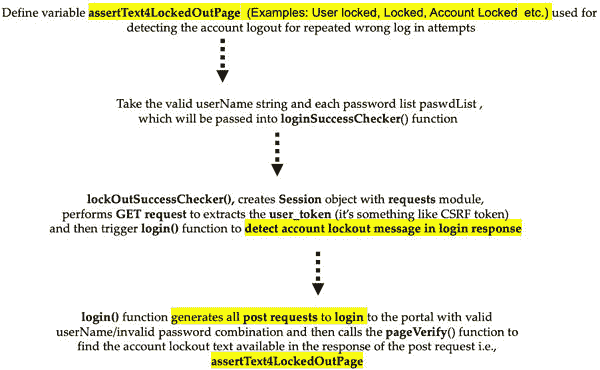 Define variable assertText4LockedOutPage (Examples: User locked, Locked, Account Locked etc.) used for
detecting the account logout for repeated wrong log in attempts
Take the valid userName string and each password list paswdList ,
which will be passed into loginSuccessChecker() function
lockOutSuccessChecker(), creates Session object with requests module,
performs GET request to extracts the user_token (it's something like CSRF token)
and then trigger login() function to detect account lockout message in login response
login() function generates all post requests to login to the portal with valid
userName/invalid password combination and then calls the pageVerify() function to
find the account lockout text available in the response of the post request i.e.,
assertText4LockedOutPage